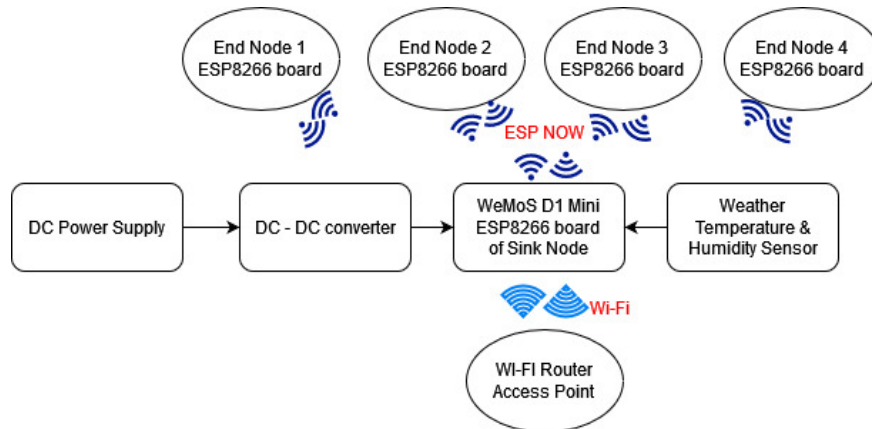 End Node 1
ESP8266 board
End Node 2
ESP8266 board
End Node 3
ESP8266 board
End Node 4
ESP8266 board
ESP NOW
DC Power Supply
DC - DC converter
WeMoS D1 Mini
ESP8266 board
of Sink Node
Weather
Temperature &
Humidity Sensor
Wi-Fi
WI-FI Router
Access Point